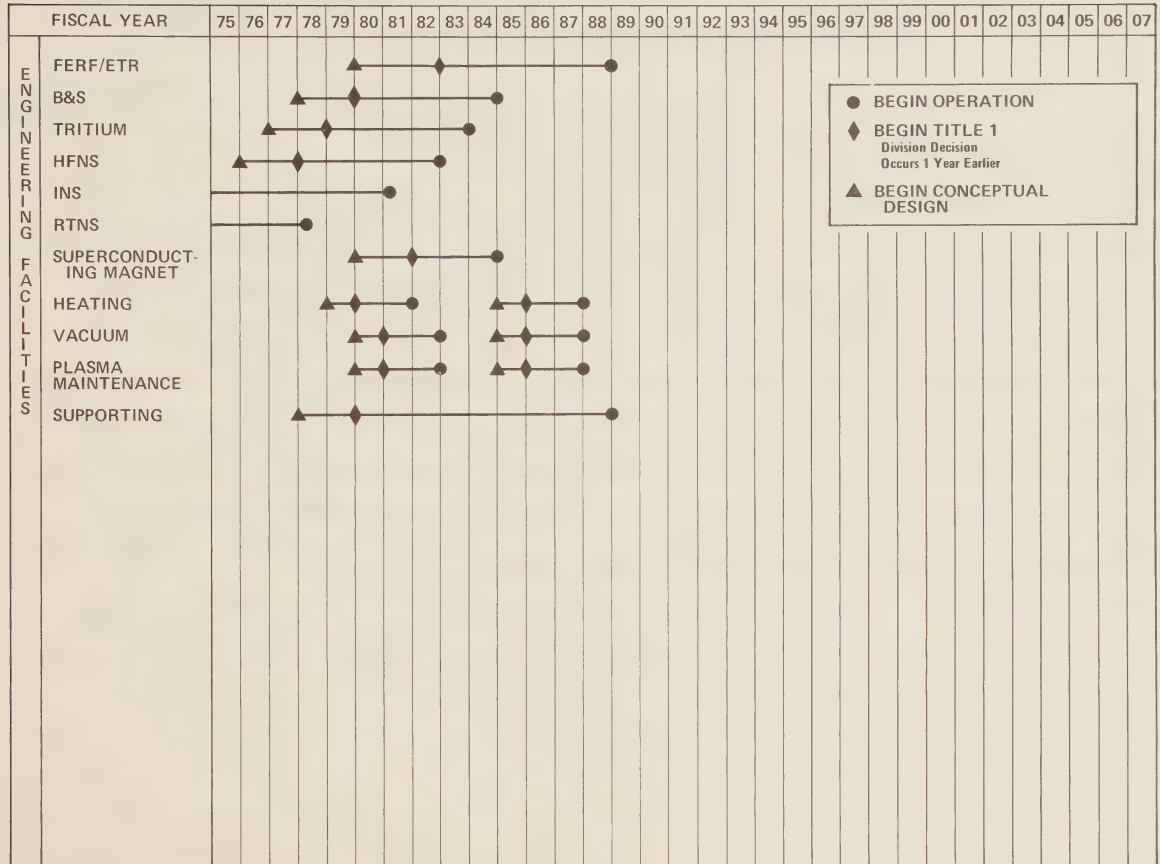 FISCAL YEAR 75 76 77 78 79 80 81 82 83 84 85 86 87 88 89 90 91 92 93 94 95 96 97 98 99 00 01 02 03 04 05 06 07
ENGINEERING FACILITIES
FERF/ETR
B&S
TRITIUM
HFNS
INS
RTNS
SUPERCONDUCT-
ING MAGNET
HEATING
VACUUM
PLASMA
MAINTENANCE
SUPPORTING
BEGIN OPERATION
BEGIN TITLE 1
Division Decision
Occurs 1 Year Earlier
BEGIN CONCEPTUAL
DESIGN